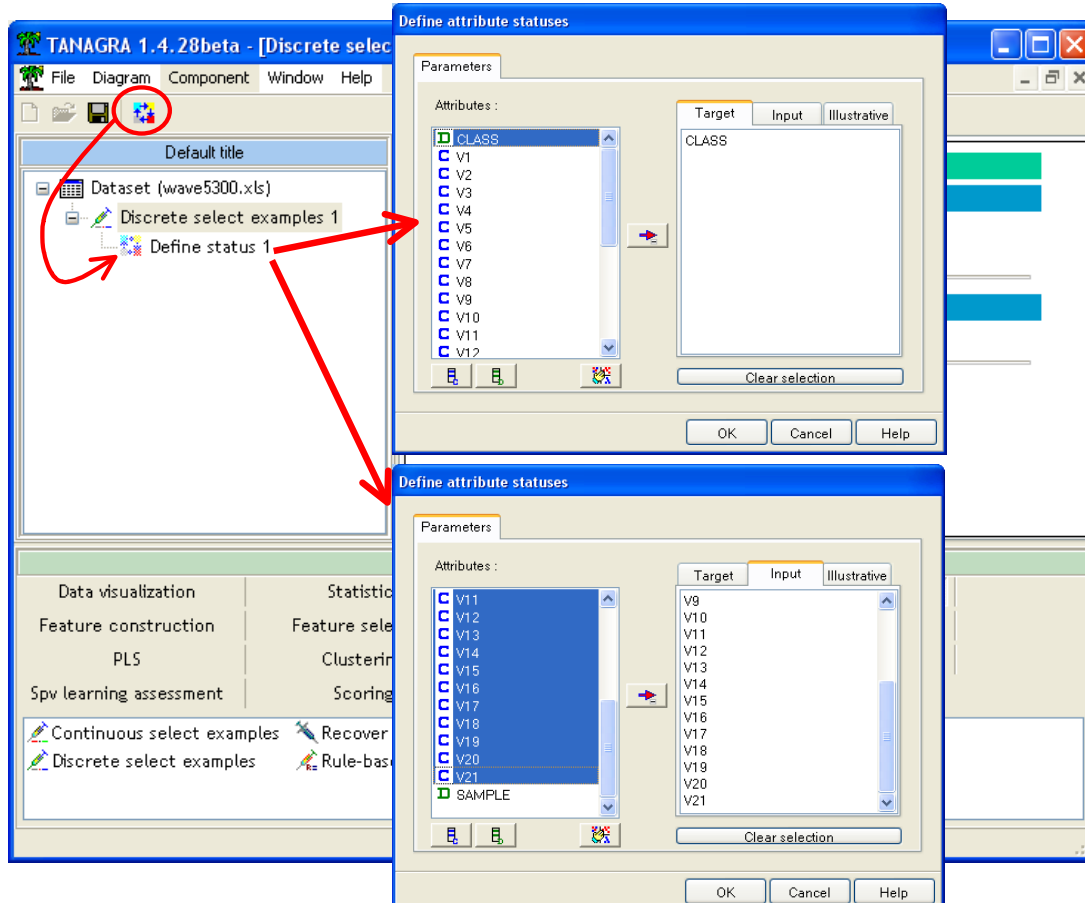 TANAGRA 1.4.28beta - [Discrete selec
File Diagram Component Window Help
Default title
Dataset (wave5300.xls)
Discrete select examples 1
Define status 1
Define attribute statuses
Parameters
Attributes :
Target Input Illustrative
CLASS
V1
V2
V3
V4
V5
V6
V7
V8
V9
V10
V11
V12
CLASS
Clear selection
OK Cancel Help
Define attribute statuses
Parameters
Attributes :
Target Input Illustrative
V11
V12
V13
V14
V15
V16
V17
V18
V19
V20
V21
SAMPLE
V9
V10
V11
V12
V13
V14
V15
V16
V17
V18
V19
V20
V21
Clear selection
OK Cancel Help
Data visualization Statistic
Feature construction Feature sele
PLS Clusterin
Spv learning assessment Scoring
Continuous select examples Recover
Discrete select examples Rule-bas